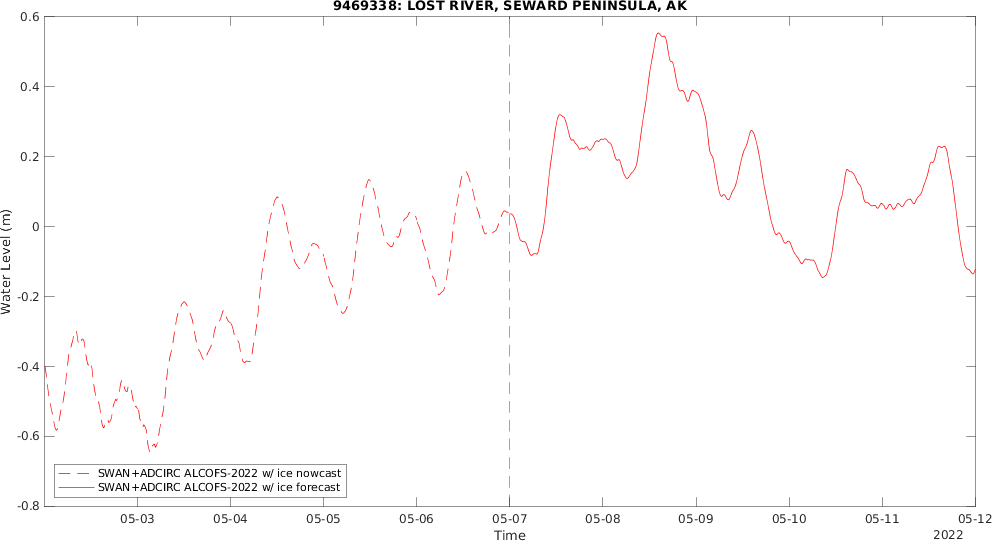 9469338: LOST RIVER, SEWARD PENINSULA, AK
0.6
0.4
0.2
0
-0.2
-0.4
-0.6
-0.8
Water Level (m)
SWAN+ADCIRC ALCOFS-2022 w/ ice nowcast
SWAN+ADCIRC ALCOFS-2022 w/ ice forecast
05-03 05-04 05-05 05-06 05-07 05-08 05-09 05-10 05-11 05-12
Time
2022